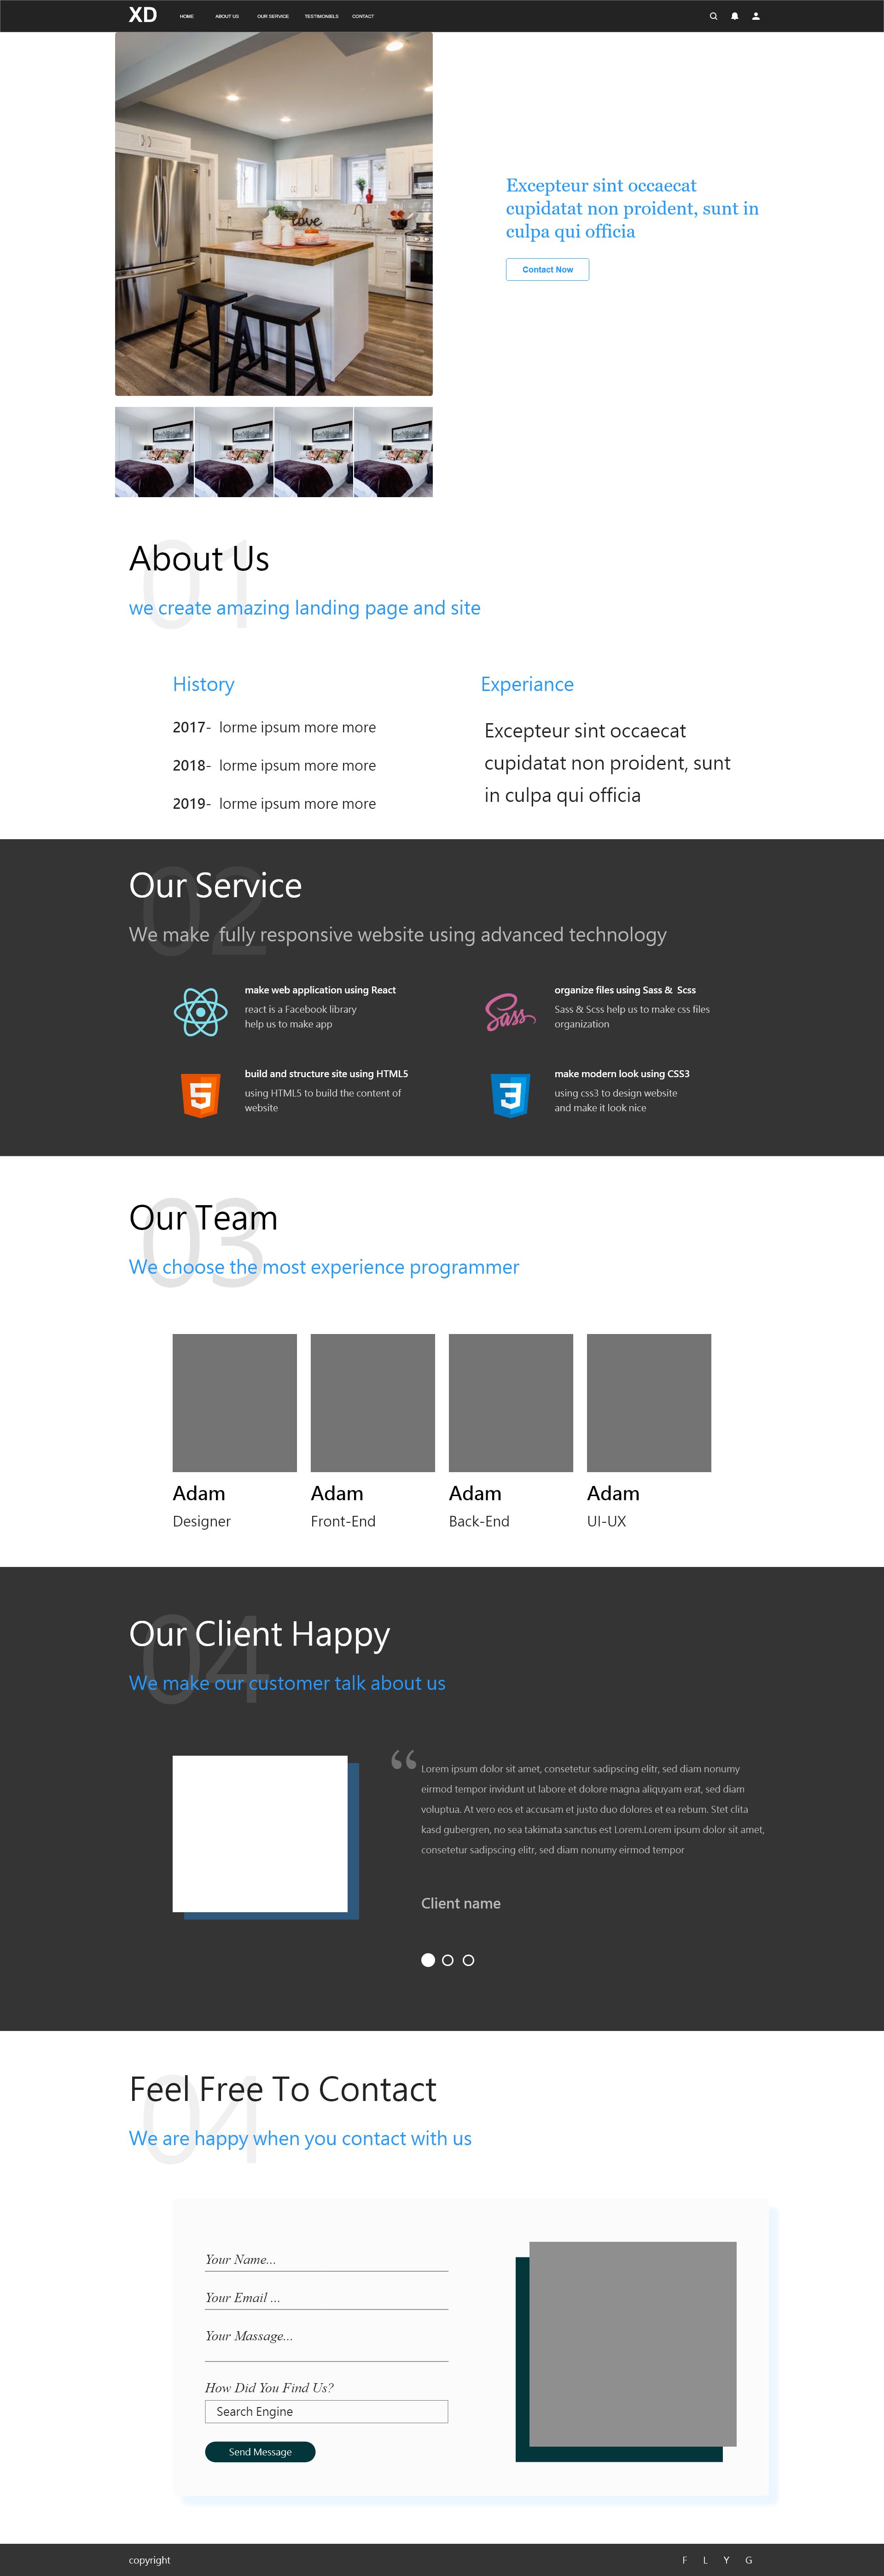 XD
HOME ABOUT US OUR SERVICE TESTIMONIELS CONTACT
love
Excepteur sint occaecat
cupidatat non proident, sunt in
culpa qui officia
Contact Now
01
About Us
we create amazing landing page and site
History
2017- lorme ipsum more more
2018- lorme ipsum more more
2019- lorme ipsum more more
Experiance
Excepteur sint occaecat
cupidatat non proident, sunt
in culpa qui officia
02
Our Service
We make fully responsive website using advanced technology
make web application using React
react is a Facebook library
help us to make app
Sass
organize files using Sass & Scss
Sass & Scss help us to make css files
organization
5
build and structure site using HTML5
using HTML5 to build the content of
website
3
make modern look using CSS3
using css3 to design website
and make it look nice
03
Our Team
We choose the most experience programmer
Adam
Designer
Adam
Front-End
Adam
Back-End
Adam
UI-UX
04
Our Client Happy
We make our customer talk about us
“
Lorem ipsum dolor sit amet, consetetur sadipscing elitr, sed diam nonumy
eirmod tempor invidunt ut labore et dolore magna aliquyam erat, sed diam
voluptua. At vero eos et accusam et justo duo dolores et ea rebum. Stet clita
kasd gubergren, no sea takimata sanctus est Lorem.Lorem ipsum dolor sit amet,
consetetur sadipscing elitr, sed diam nonumy eirmod tempor
Client name
04
Feel Free To Contact
We are happy when you contact with us
Your Name...
Your Email ...
Your Massage...
How Did You Find Us?
Search Engine
Send Message
copyright
F L Y G